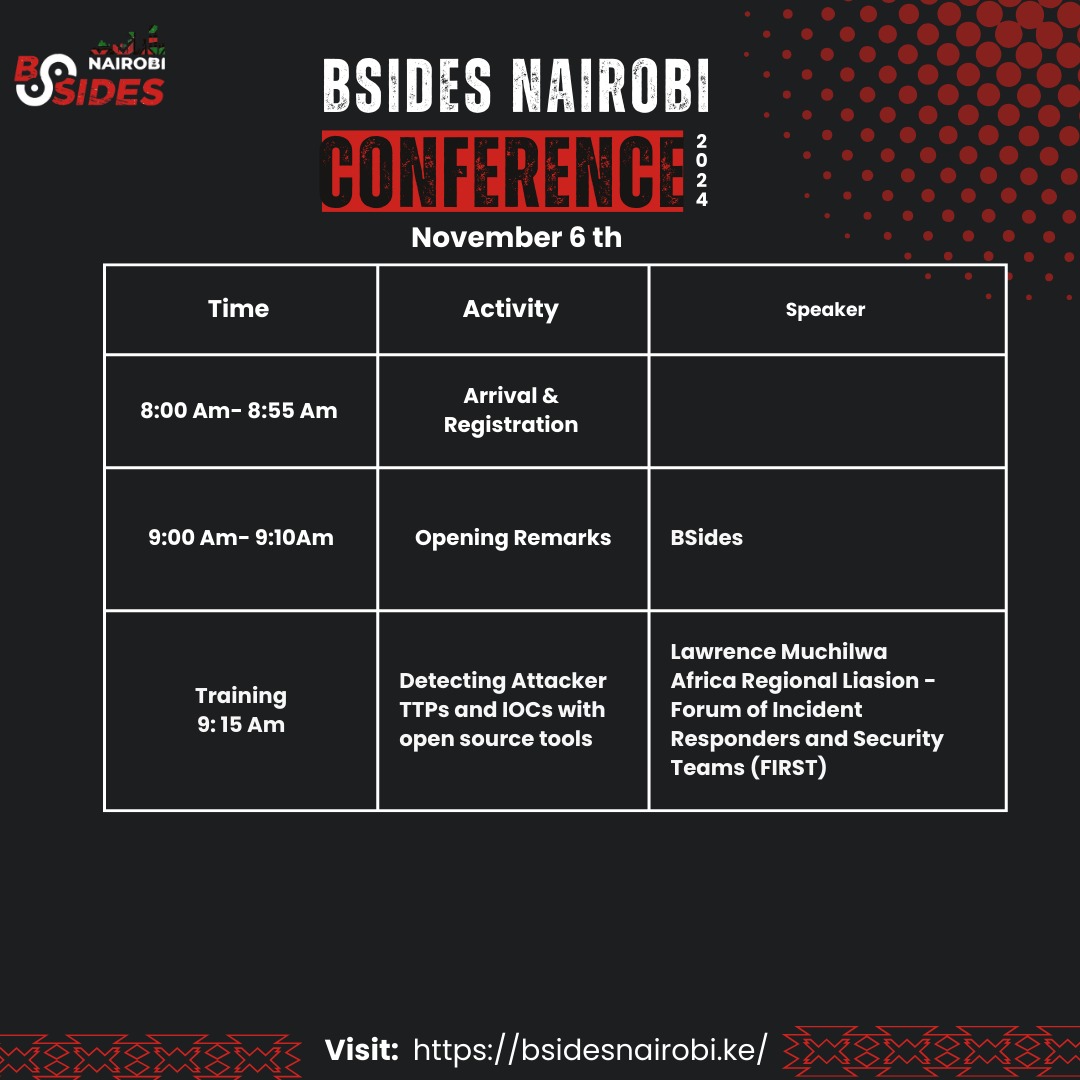 BSIDES
NAIROBI
BSIDES NAIROBI
CONFERENCE
2024
November 6 th
Time
Activity
Speaker
8:00 Am- 8:55 Am
Arrival &
Registration
9:00 Am- 9:10Am
Opening Remarks
BSides
Training
9: 15 Am
Detecting Attacker
TTPs and IOCs with
open source tools
Lawrence Muchilwa
Africa Regional Liasion -
Forum of Incident
Responders and Security
Teams (FIRST)
Visit: https://bsidesnairobi.ke/